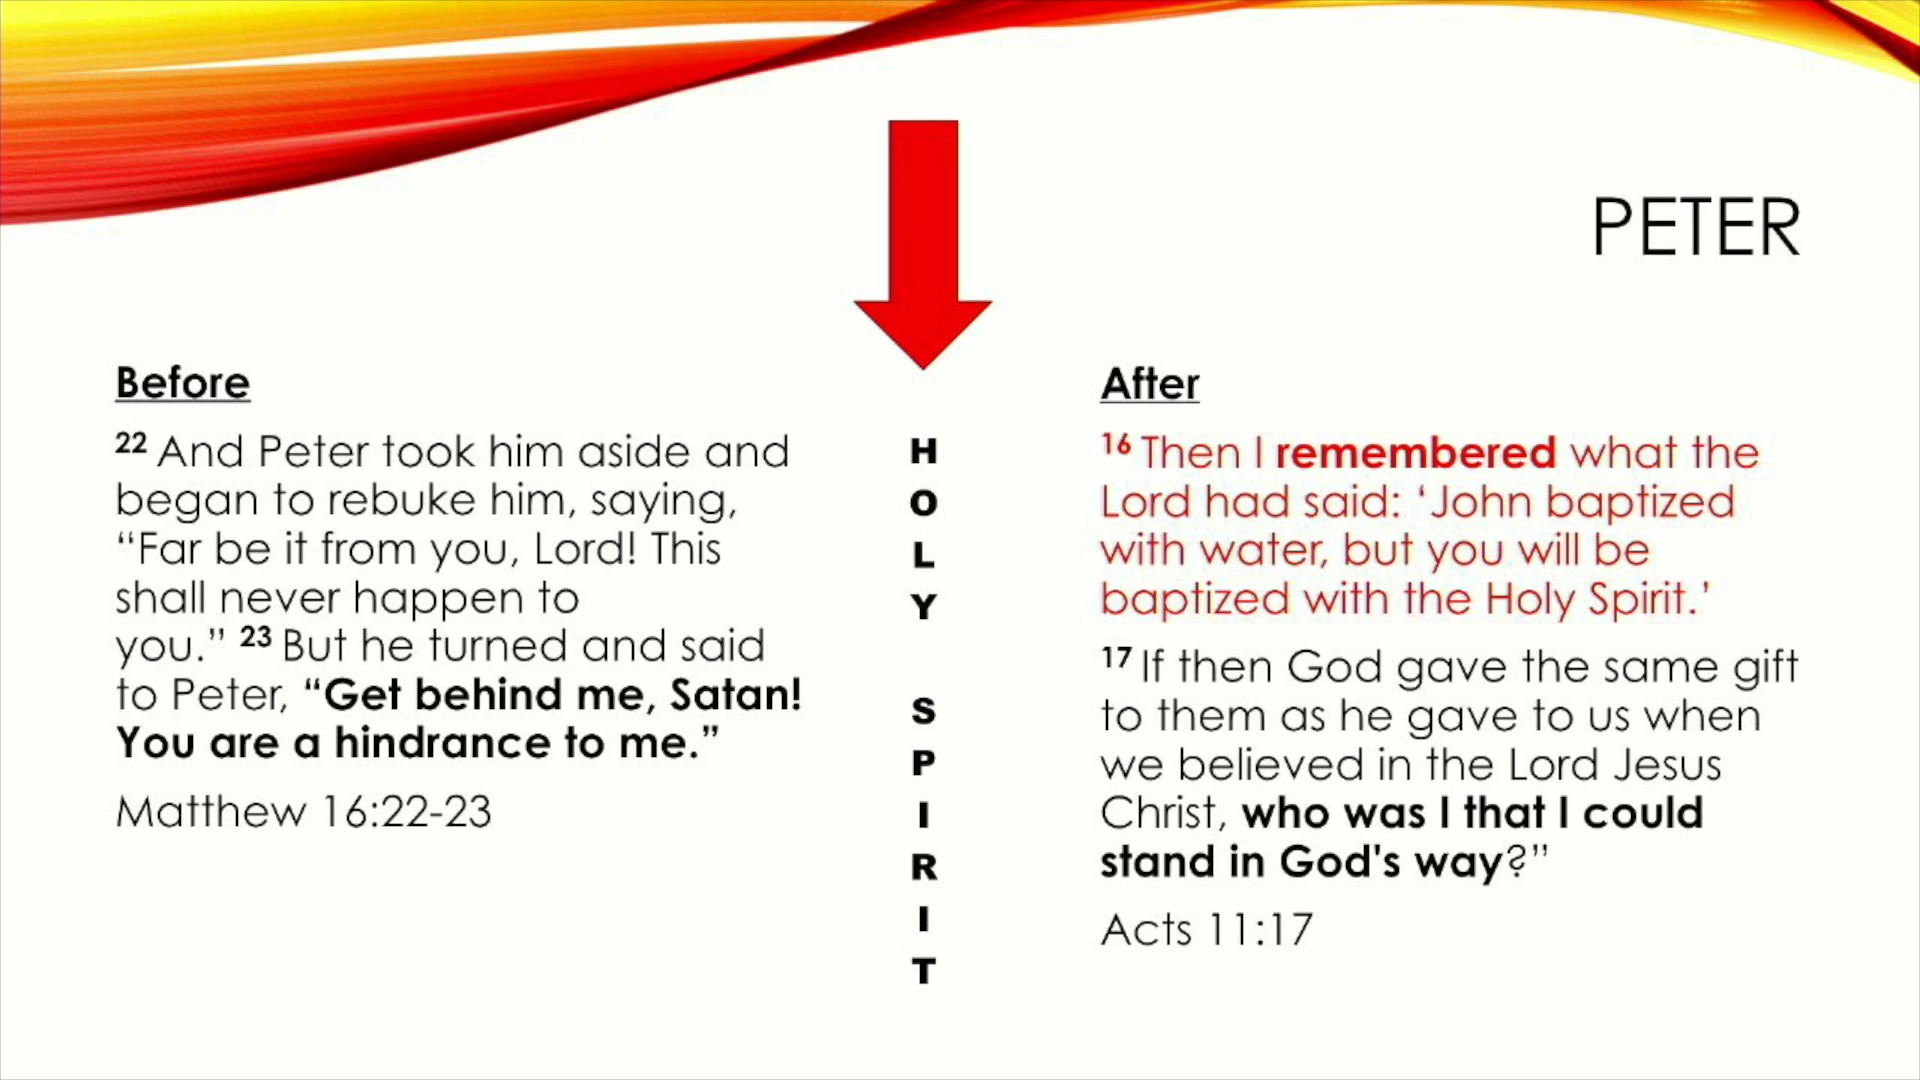 PETER
Before
22 And Peter took him aside and
began to rebuke him, saying,
“Far be it from you, Lord! This
shall never happen to
you.” 23 But he turned and said
to Peter, “Get behind me, Satan!
You are a hindrance to me.”
Matthew 16:22-23
H
O
L
Y
S
P
I
R
I
T
After
16 Then I remembered what the
Lord had said: ‘John baptized
with water, but you will be
baptized with the Holy Spirit.’
17 If then God gave the same gift
to them as he gave to us when
we believed in the Lord Jesus
Christ, who was I that I could
stand in God's way?”
Acts 11:17